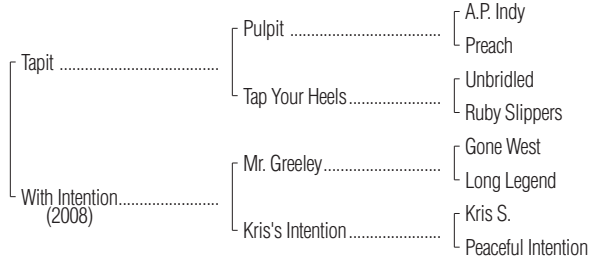 A.P. Indy
Pulpit ........................................
Preach
Tapit ..........................................
Unbridled
Tap Your Heels........................
Ruby Slippers
Gone West
Mr. Greeley..............................
Long Legend
With Intention..........................
(2008)
Kris S.
Kris's Intention........................
Peaceful Intention